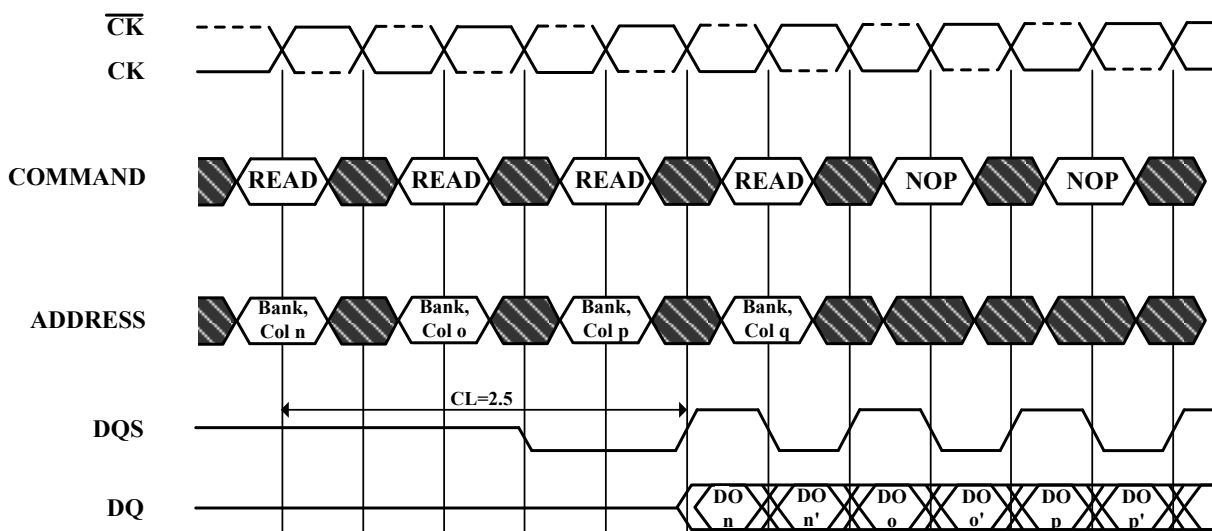 CK
CK
COMMAND
READ READ READ READ NOP NOP
ADDRESS
Bank, Bank, Bank, Bank,
Col n Col o Col p Col q
CL=2.5
DQS
DQ
DO DO DO DO DO DO
n n' o o' p p'